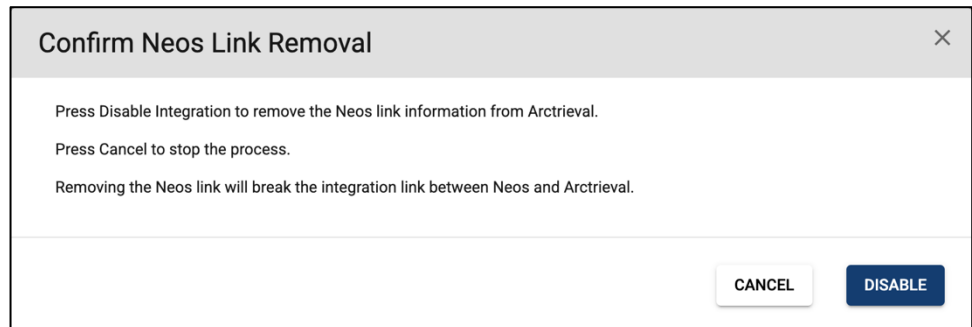 Confirm Neos Link Removal
Press Disable Integration to remove the Neos link information from Arctrieval.
Press Cancel to stop the process.
Removing the Neos link will break the integration link between Neos and Arctrieval.
CANCEL
DISABLE